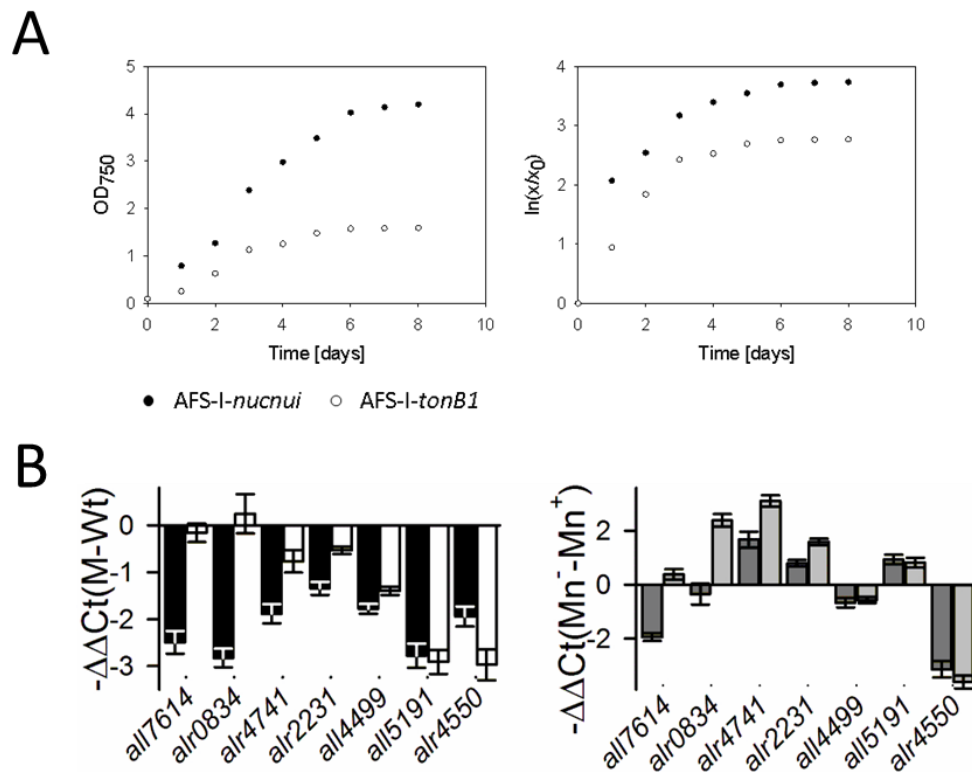 A
OD750
5
4
3
2
1
0
0 2 4 6 8 10
Time [days]
ln(x/x0)
4
3
2
1
0
0 2 4 6 8 10
Time [days]
● AFS-I-nucnui ○ AFS-I-tonB1
B
-ΔΔCt(M-Wt)
0
-1
-2
-3
all7614 alr0834 alr4741 alr2231 all4499 all5191 alr4550
-ΔΔCt(Mn⁻-Mn⁺)
2
0
-2
all7614 alr0834 alr4741 alr2231 all4499 all5191 alr4550